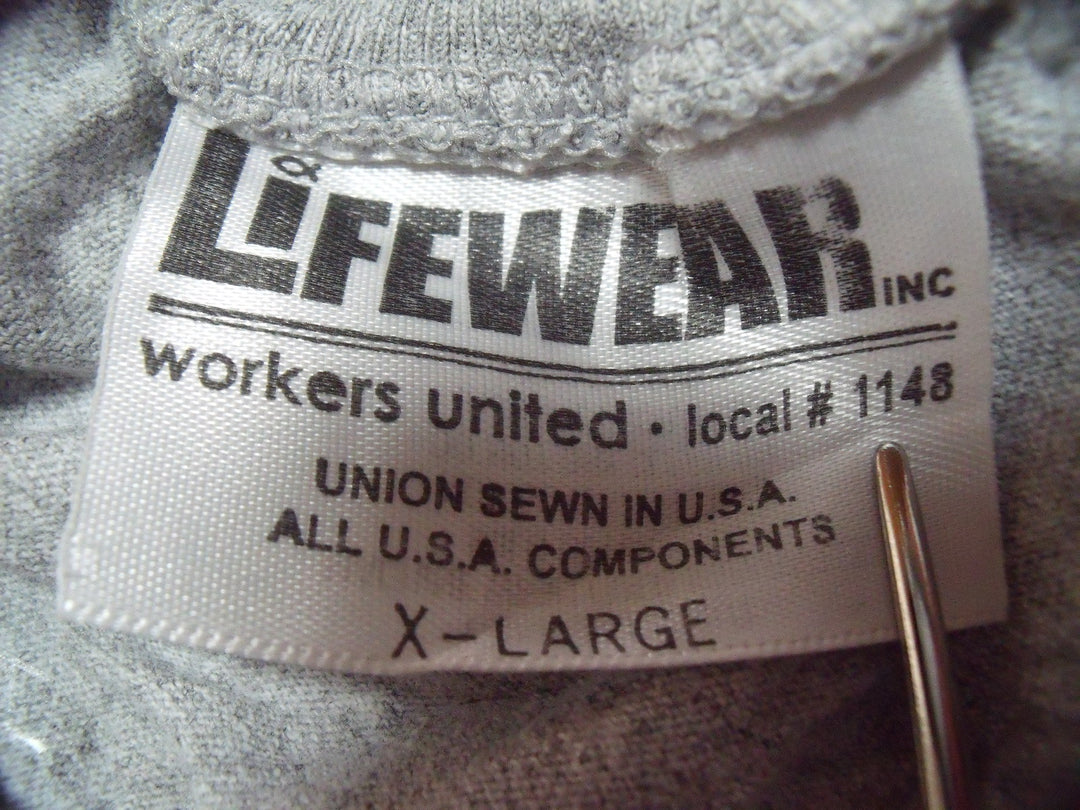 LiFEWEAR INC
workers united · local # 1148
UNION SEWN IN U.S.A.
ALL U.S.A. COMPONENTS
X-LARGE